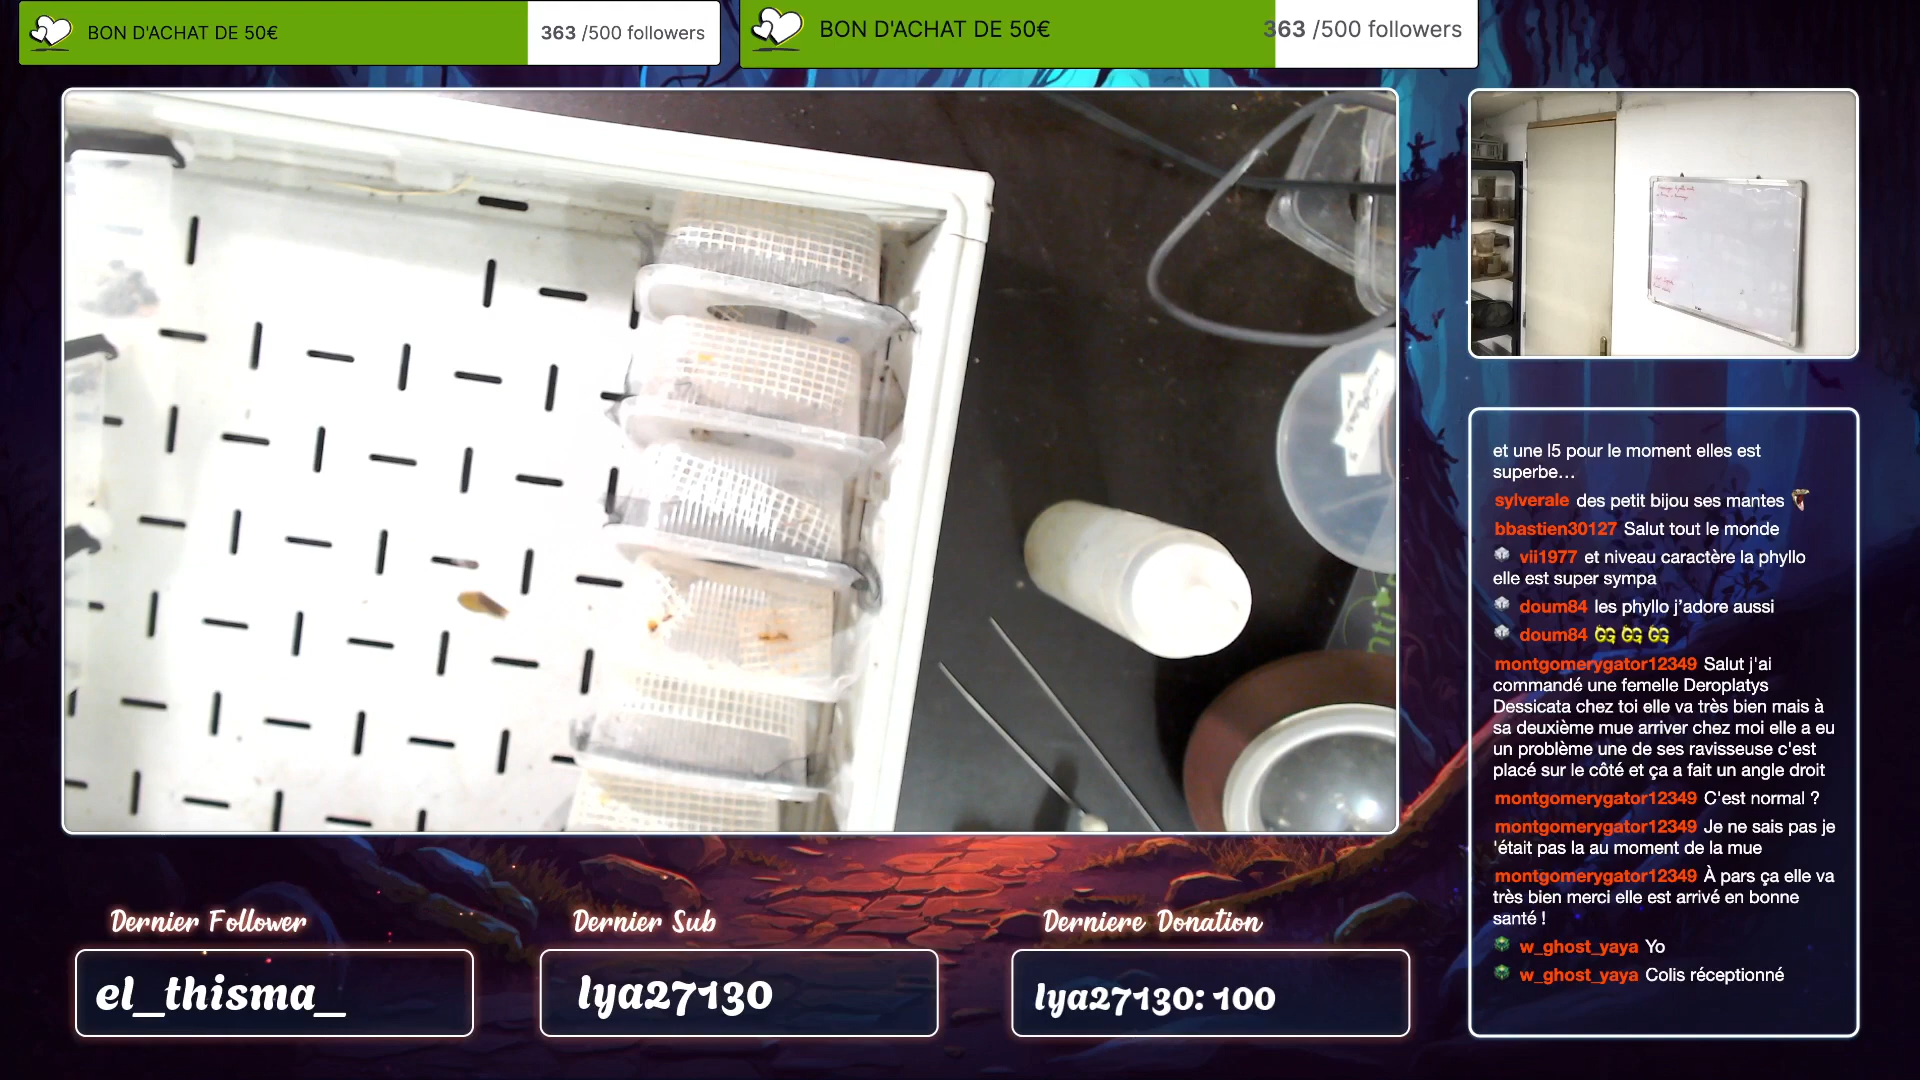 BON D'ACHAT DE 50€
363 /500 followers
BON D'ACHAT DE 50€
363 /500 followers
et une l5 pour le moment elles est
superbe…
sylverale des petit bijou ses mantes
bbastien30127 Salut tout le monde
vii1977 et niveau caractère la phyllo
elle est super sympa
doum84 les phyllo j’adore aussi
doum84 GG GG GG
montgomerygator12349 Salut j'ai
commandé une femelle Deroplatys
Dessicata chez toi elle va très bien mais à
sa deuxième mue arriver chez moi elle a eu
un problème une de ses ravisseuse c'est
placé sur le côté et ça a fait un angle droit
montgomerygator12349 C'est normal ?
montgomerygator12349 Je ne sais pas je
'était pas la au moment de la mue
montgomerygator12349 À pars ça elle va
très bien merci elle est arrivé en bonne
santé !
w_ghost_yaya Yo
w_ghost_yaya Colis réceptionné
Dernier Follower
el_thisma_
Dernier Sub
lya27130
Derniere Donation
lya27130: 100